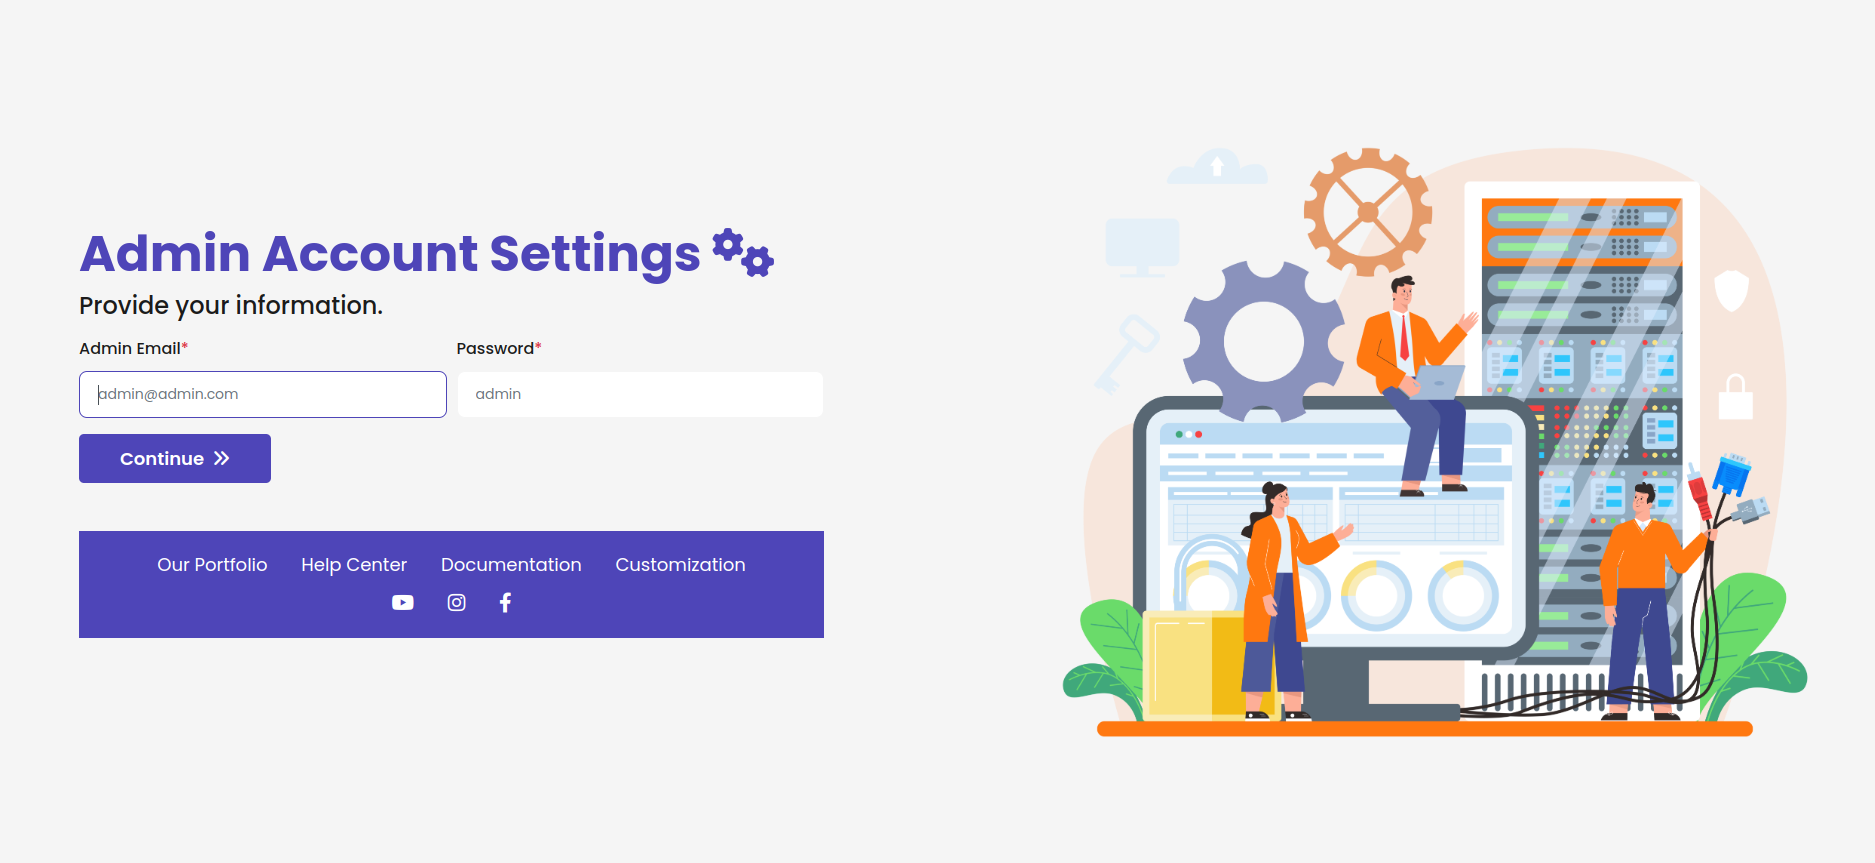 Admin Account Settings
Provide your information.
Admin Email* Password*
admin@admin.com admin
Continue
Our Portfolio Help Center Documentation Customization